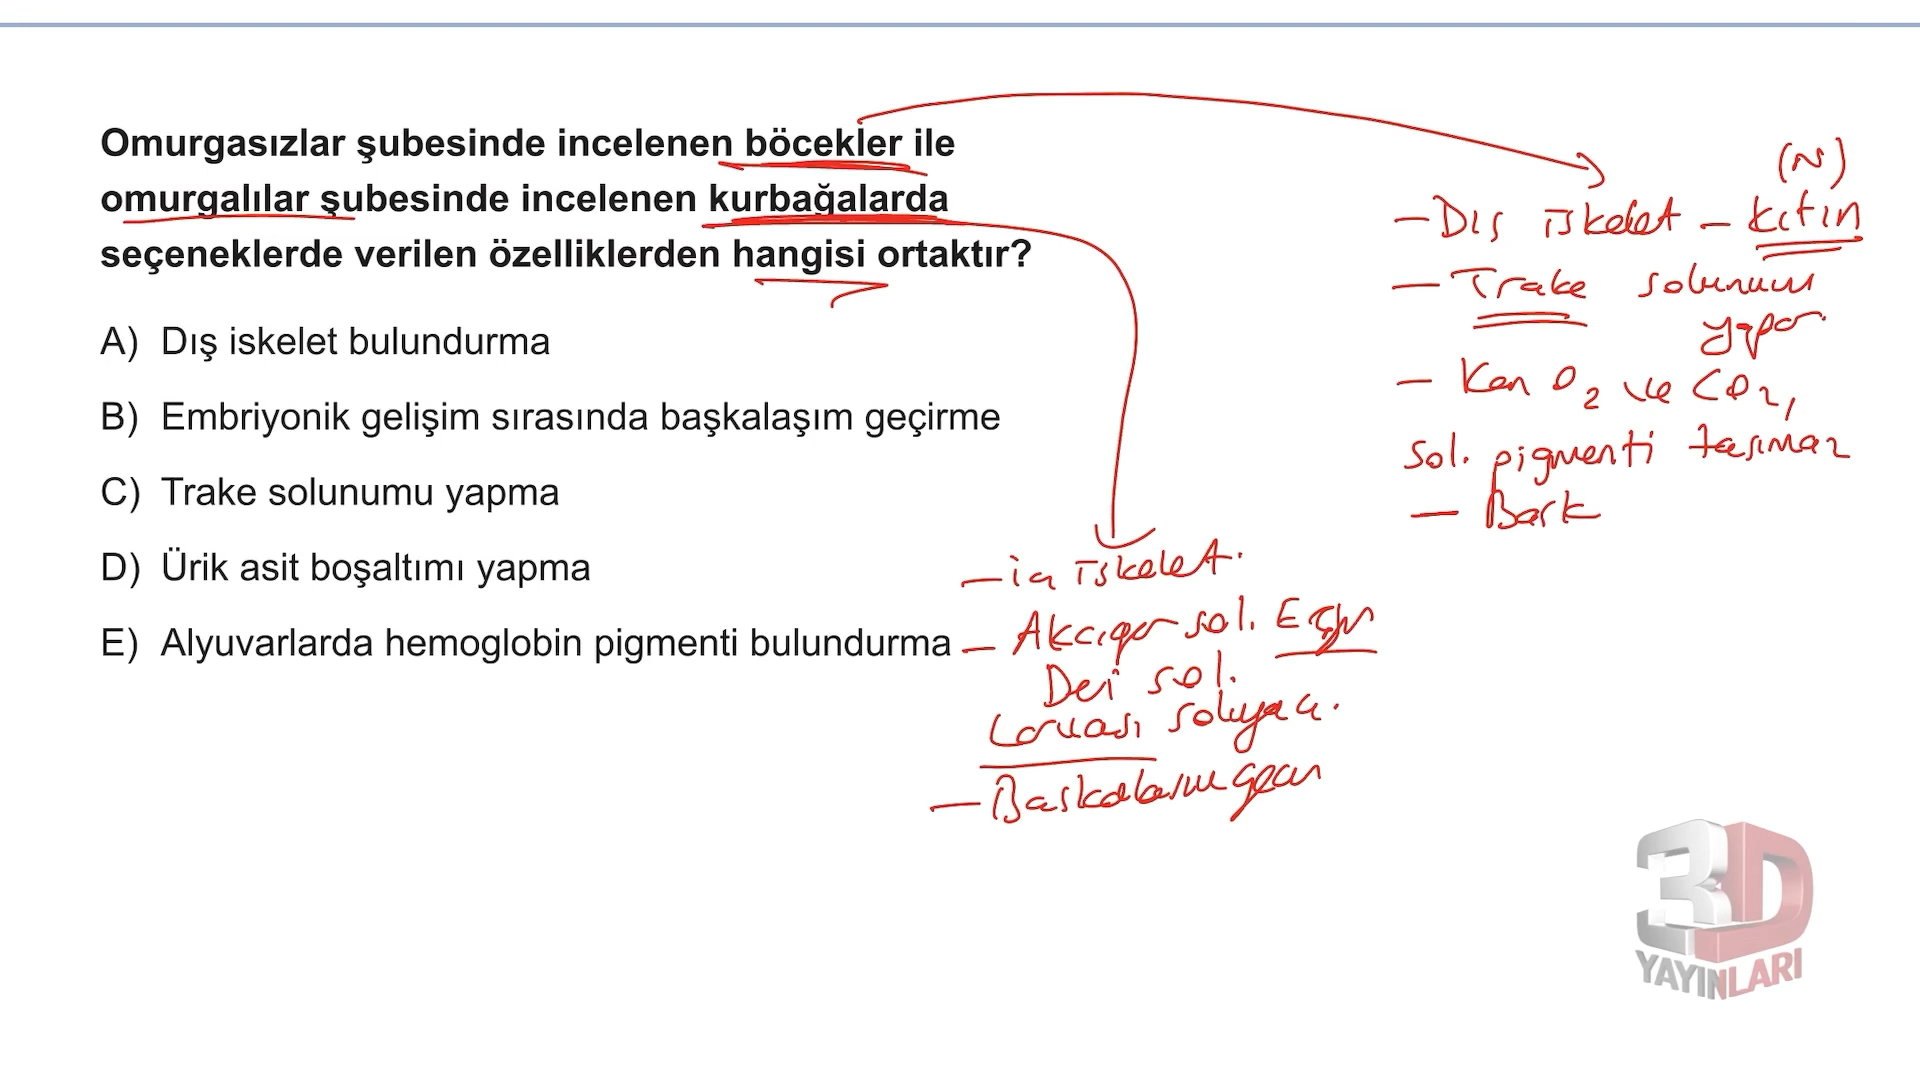 Omurgasızlar şubesinde incelenen böcekler ile
omurgalılar şubesinde incelenen kurbağalarda
seçeneklerde verilen özelliklerden hangisi ortaktır?
A) Dış iskelet bulundurma
B) Embriyonik gelişim sırasında başkalaşım geçirme
C) Trake solunumu yapma
D) Ürik asit boşaltımı yapma
E) Alyuvarlarda hemoglobin pigmenti bulundurma
(N)
- Dış iskelet - kitin
- Trake solunum
yapar.
- Kan O2 ve CO2,
sol. pigmenti taşımaz
- Başk
- iç iskelet.
- Akciğer sol. Ergin
Deri sol.
Larvası solungaç.
- Başkalaşım geçir
3D
YAYINLARI